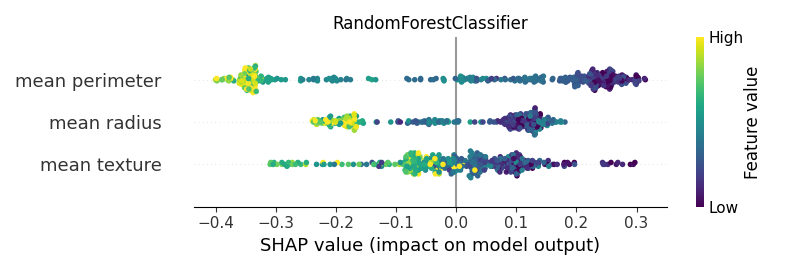 RandomForestClassifier
mean perimeter
mean radius
mean texture
−0.4 −0.3 −0.2 −0.1 0.0 0.1 0.2 0.3
SHAP value (impact on model output)
High
Feature value
Low